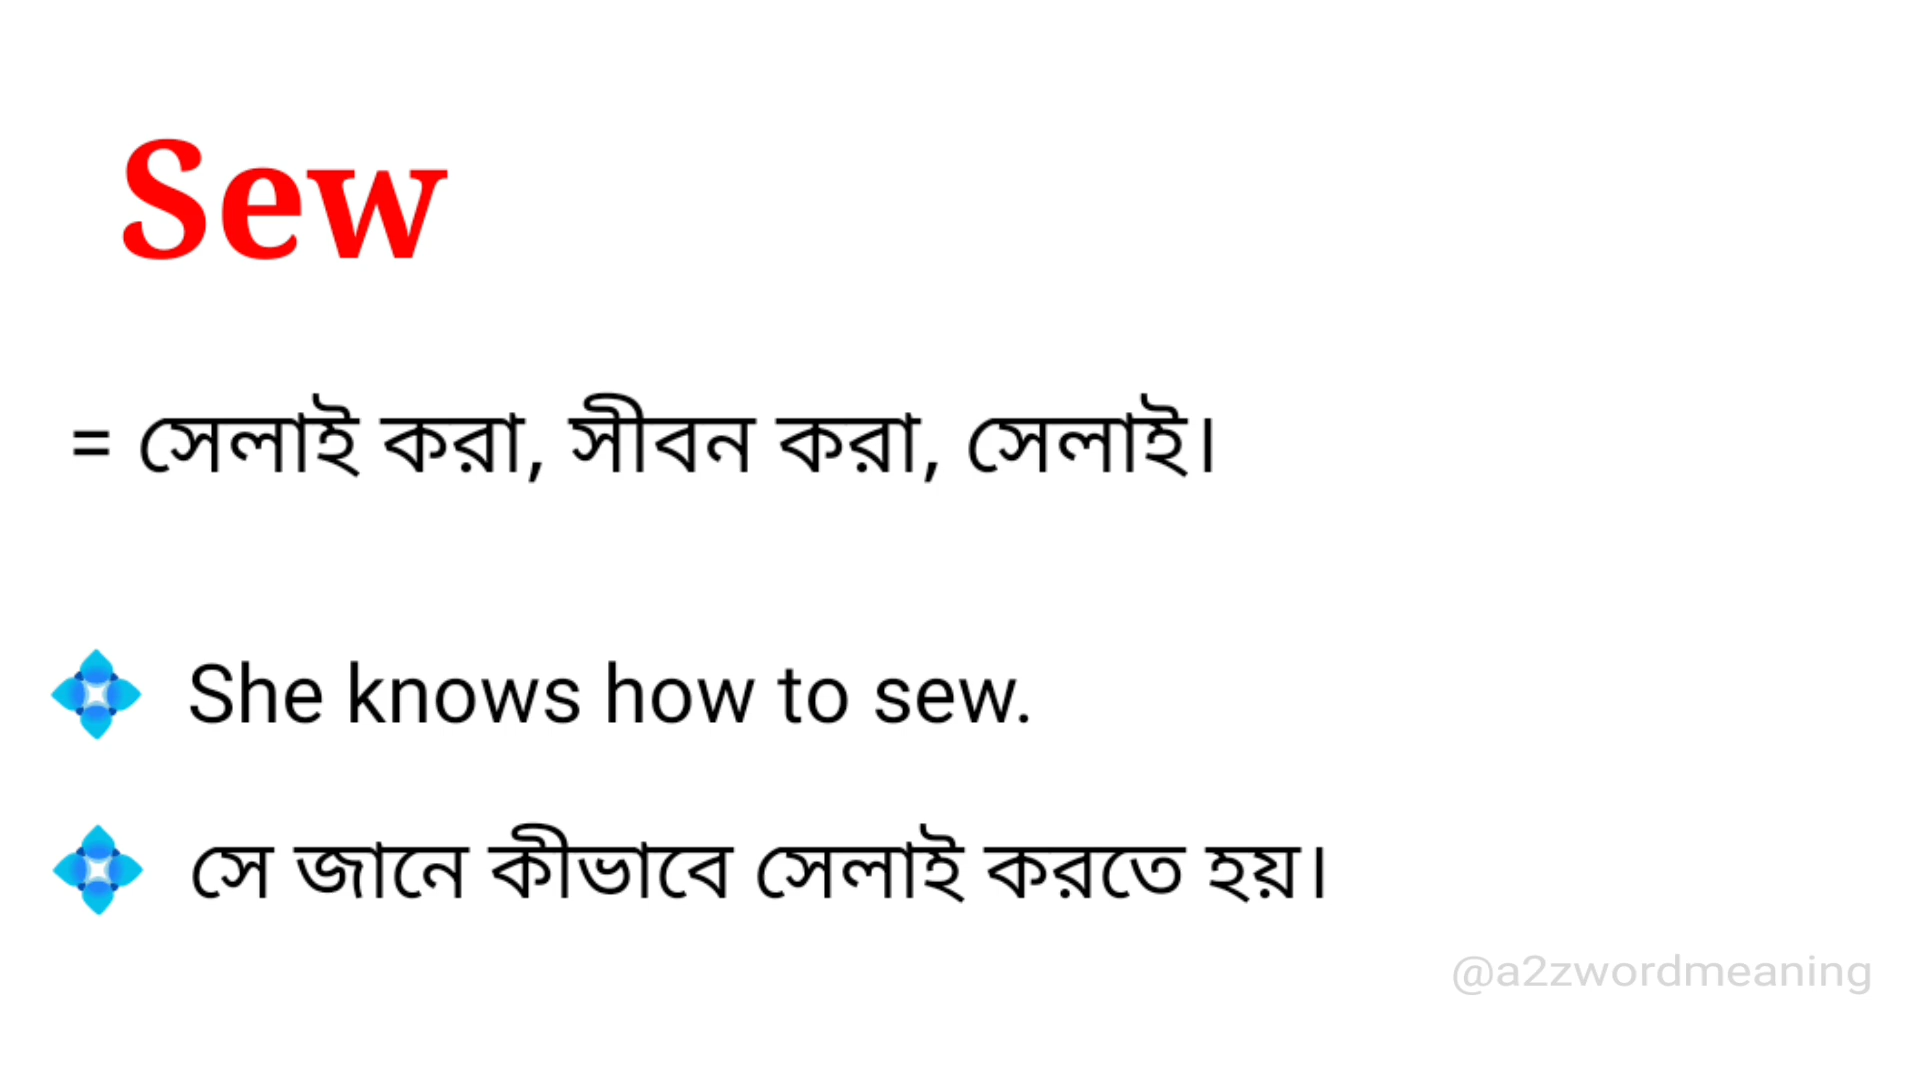 Sew
= সেলাই করা, সীবন করা, সেলাই।
She knows how to sew.
সে জানে কীভাবে সেলাই করতে হয়।
@a2zwordmeaning